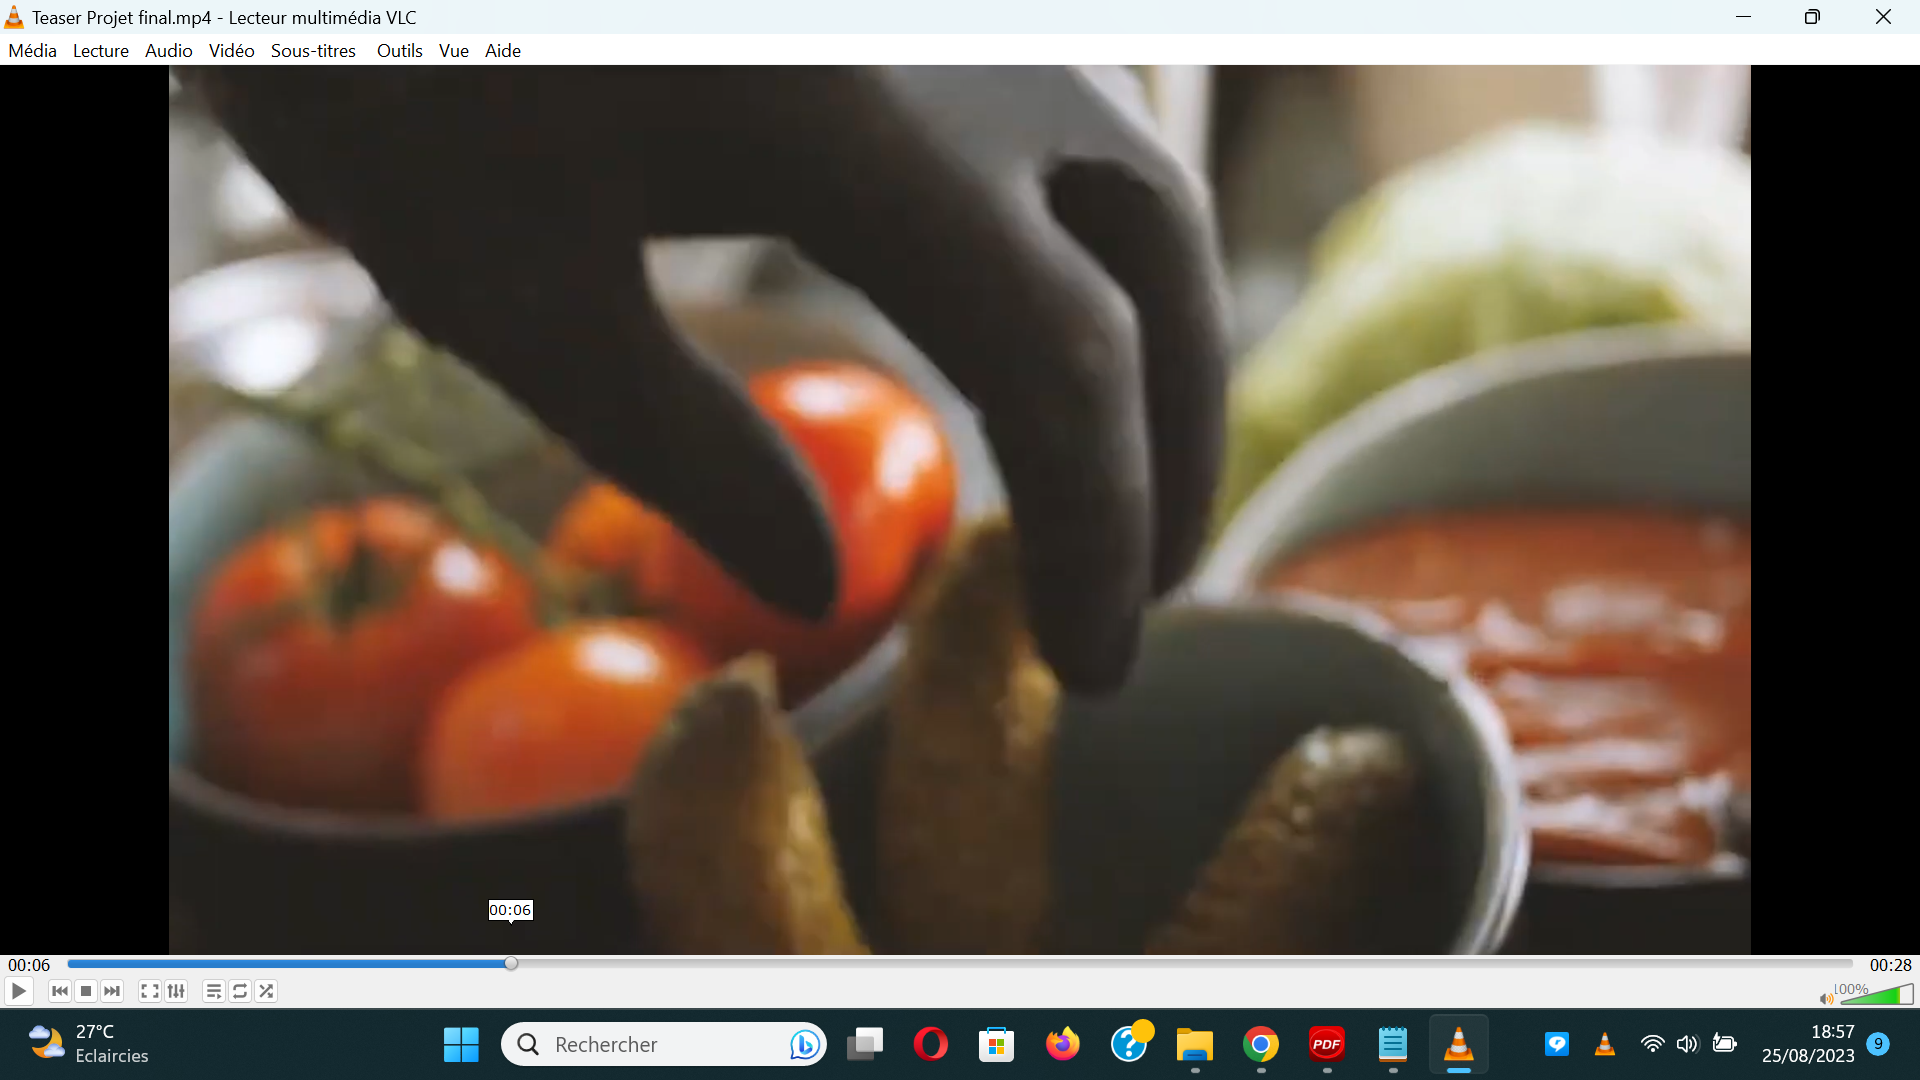 Teaser Projet final.mp4 - Lecteur multimédia VLC
Média Lecture Audio Vidéo Sous-titres Outils Vue Aide
00:06
00:06 00:28
100%
27°C
Eclaircies
Rechercher
PDF
18:57
25/08/2023
9